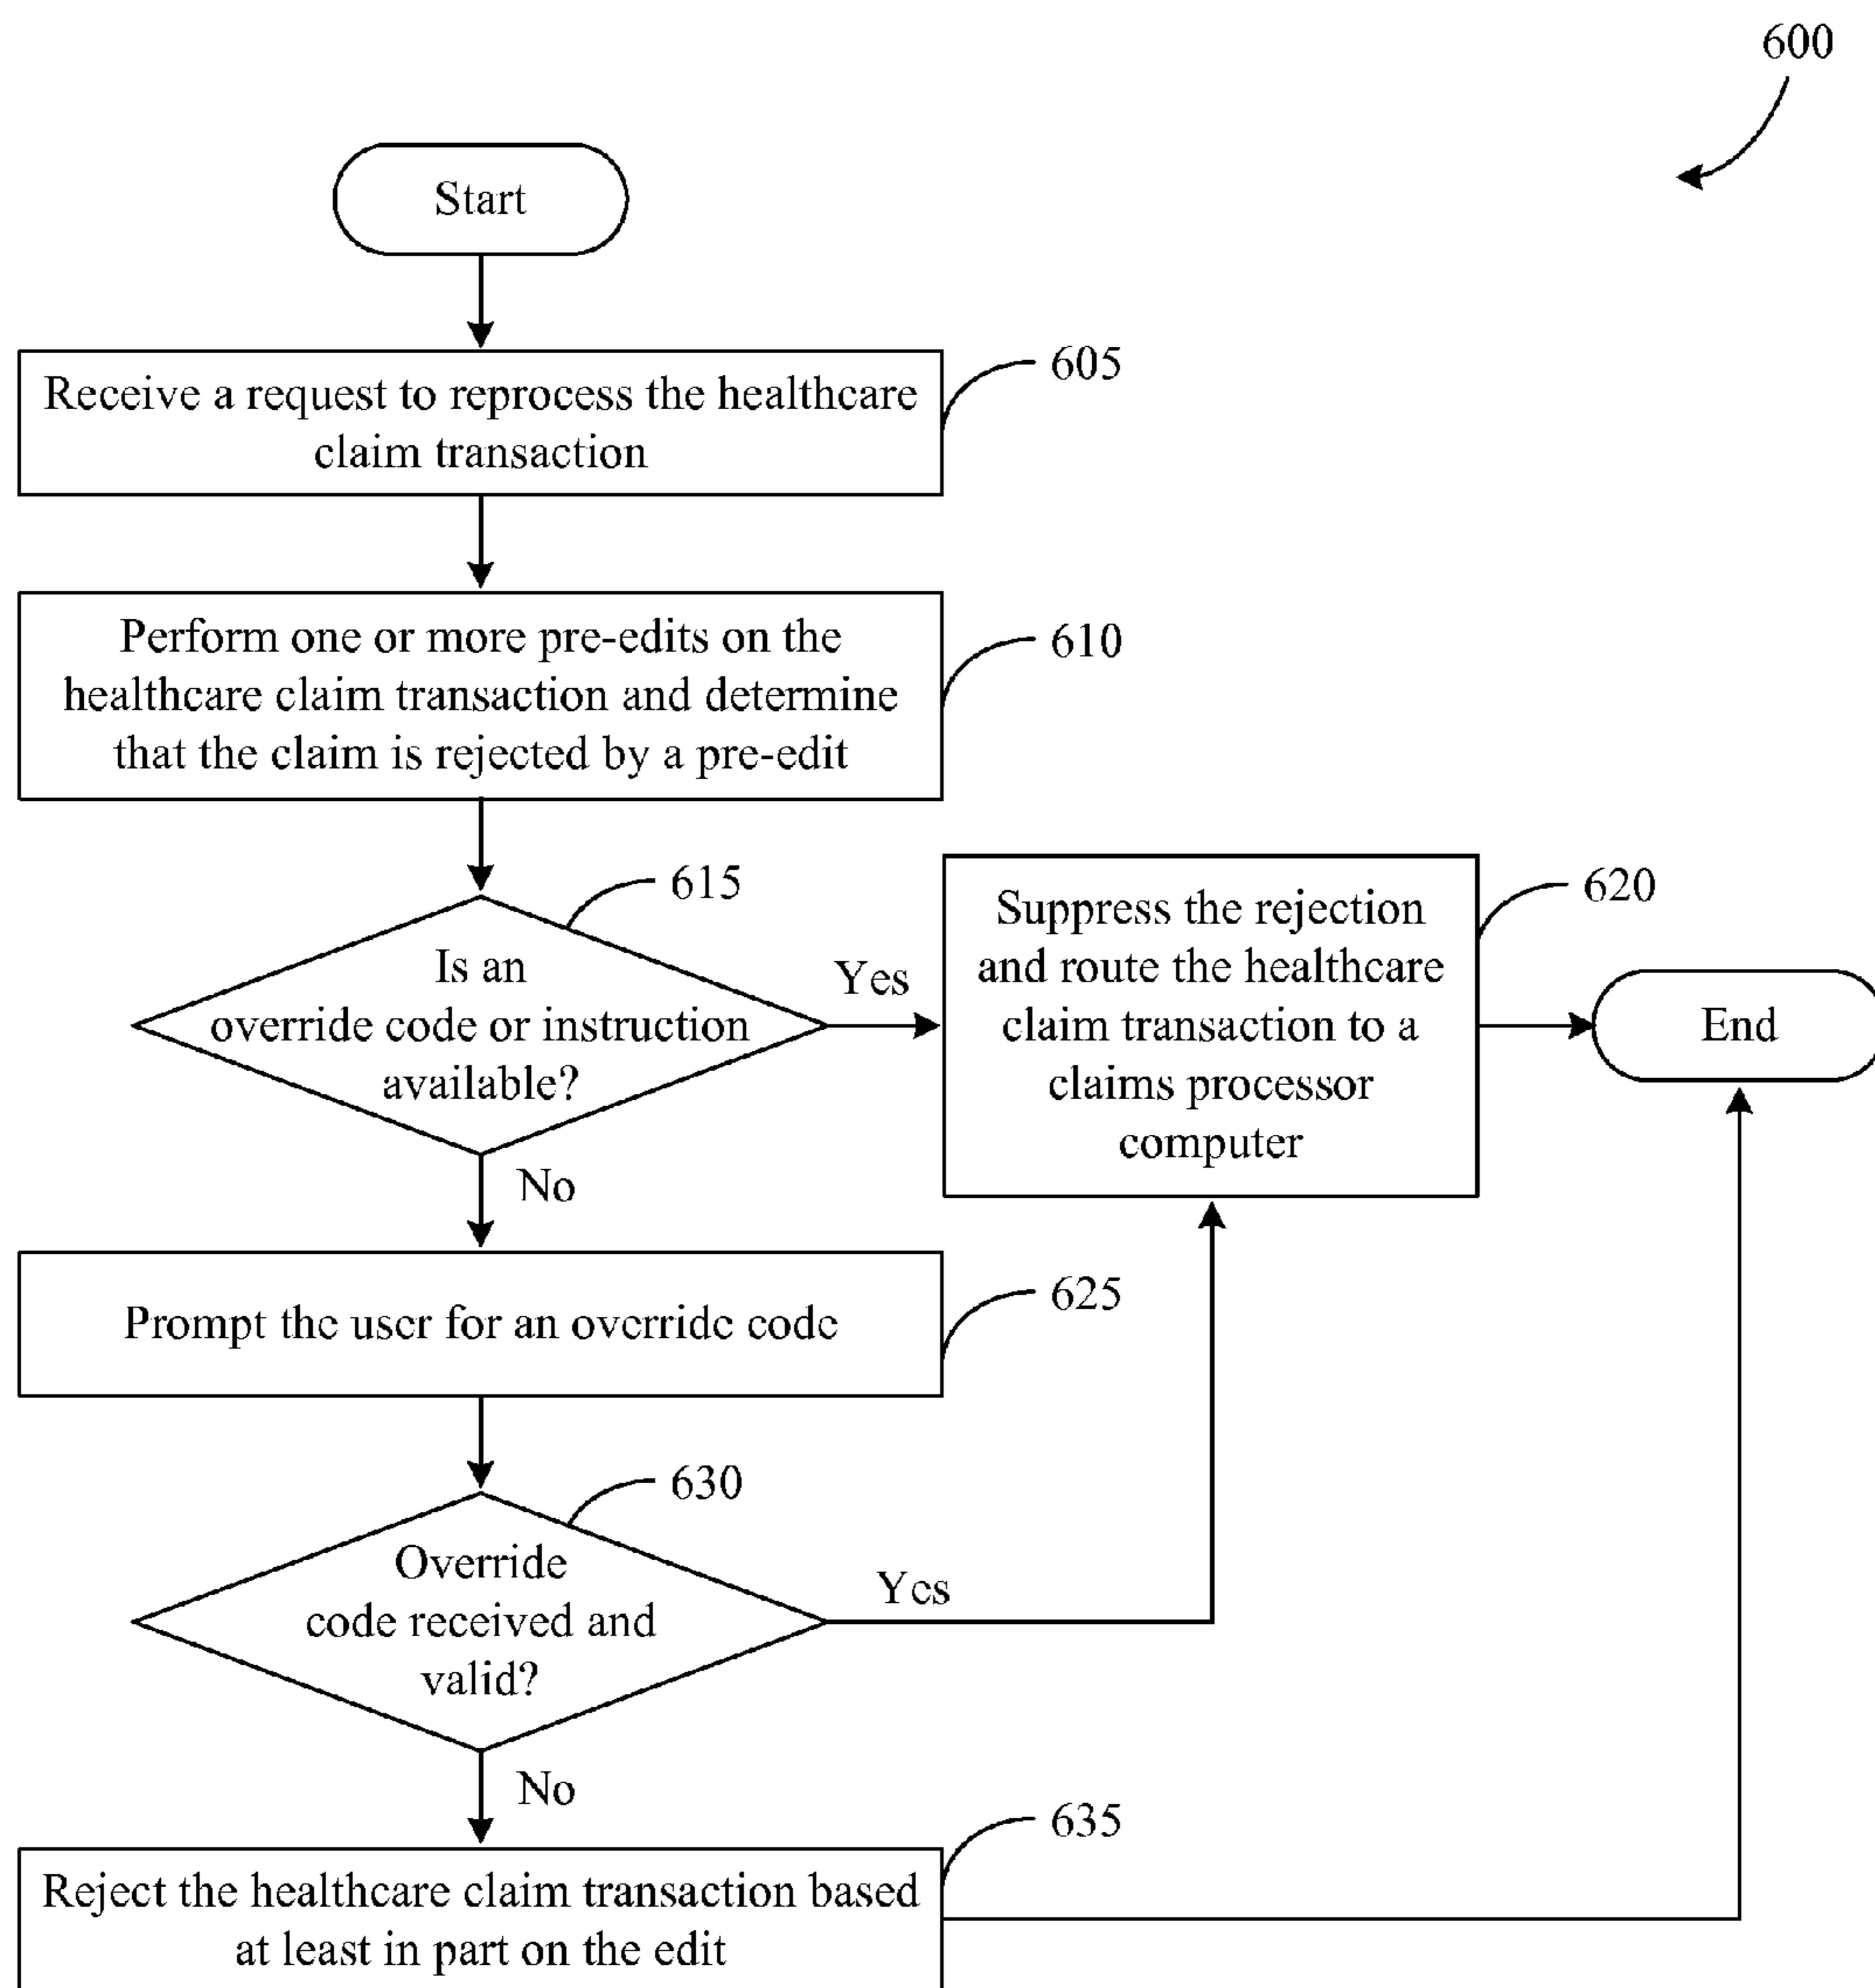 600
Start
Receive a request to reprocess the healthcare
claim transaction
605
Perform one or more pre-edits on the
healthcare claim transaction and determine
that the claim is rejected by a pre-edit
610
Is an
override code or instruction
available?
615
Yes
No
Suppress the rejection
and route the healthcare
claim transaction to a
claims processor
computer
620
End
Prompt the user for an override code
625
Override
code received and
valid?
630
Yes
No
Reject the healthcare claim transaction based
at least in part on the edit
635